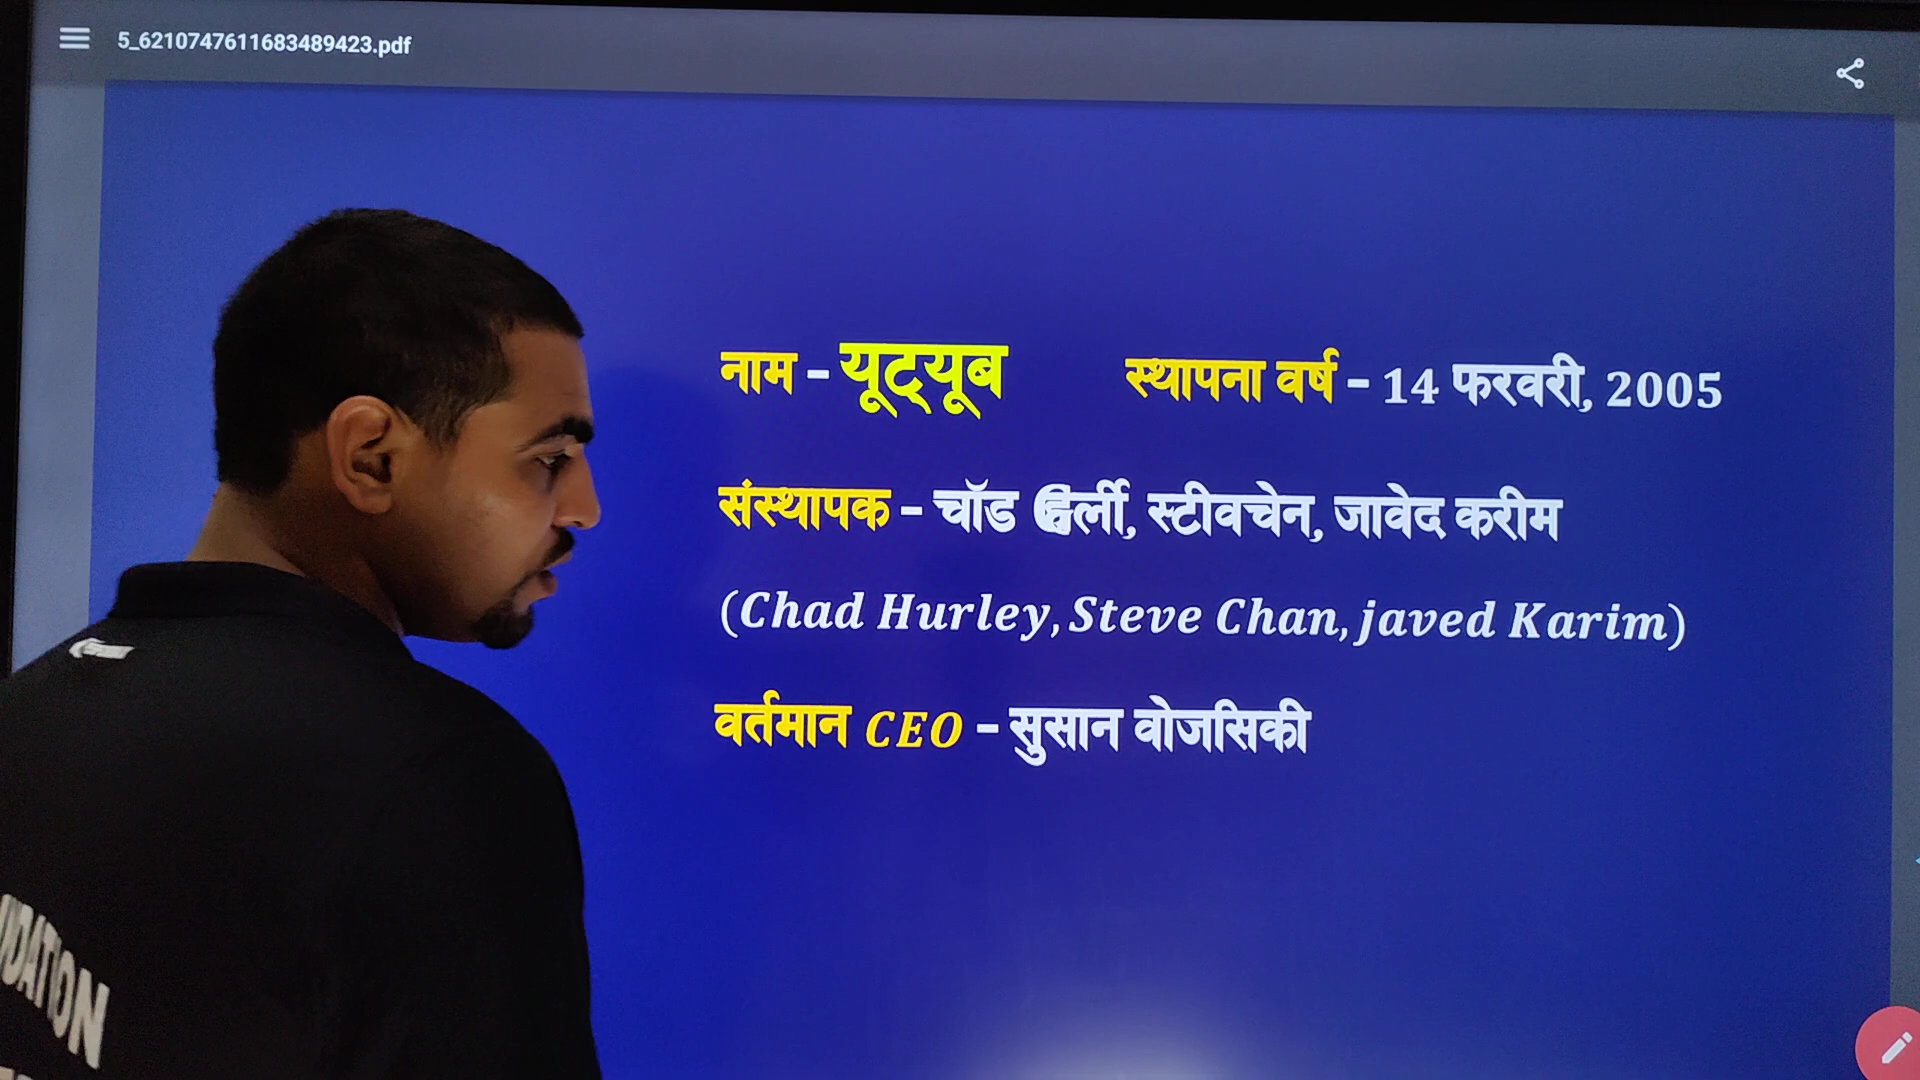 5_6210747611683489423.pdf
नाम - यूट्यूब स्थापना वर्ष - 14 फरवरी, 2005
संस्थापक - चॉड , स्टीवचेन, जावेद करीम
(Chad Hurley, Steve Chan, javed Karim)
वर्तमान CEO - सुसान वोजसिकी